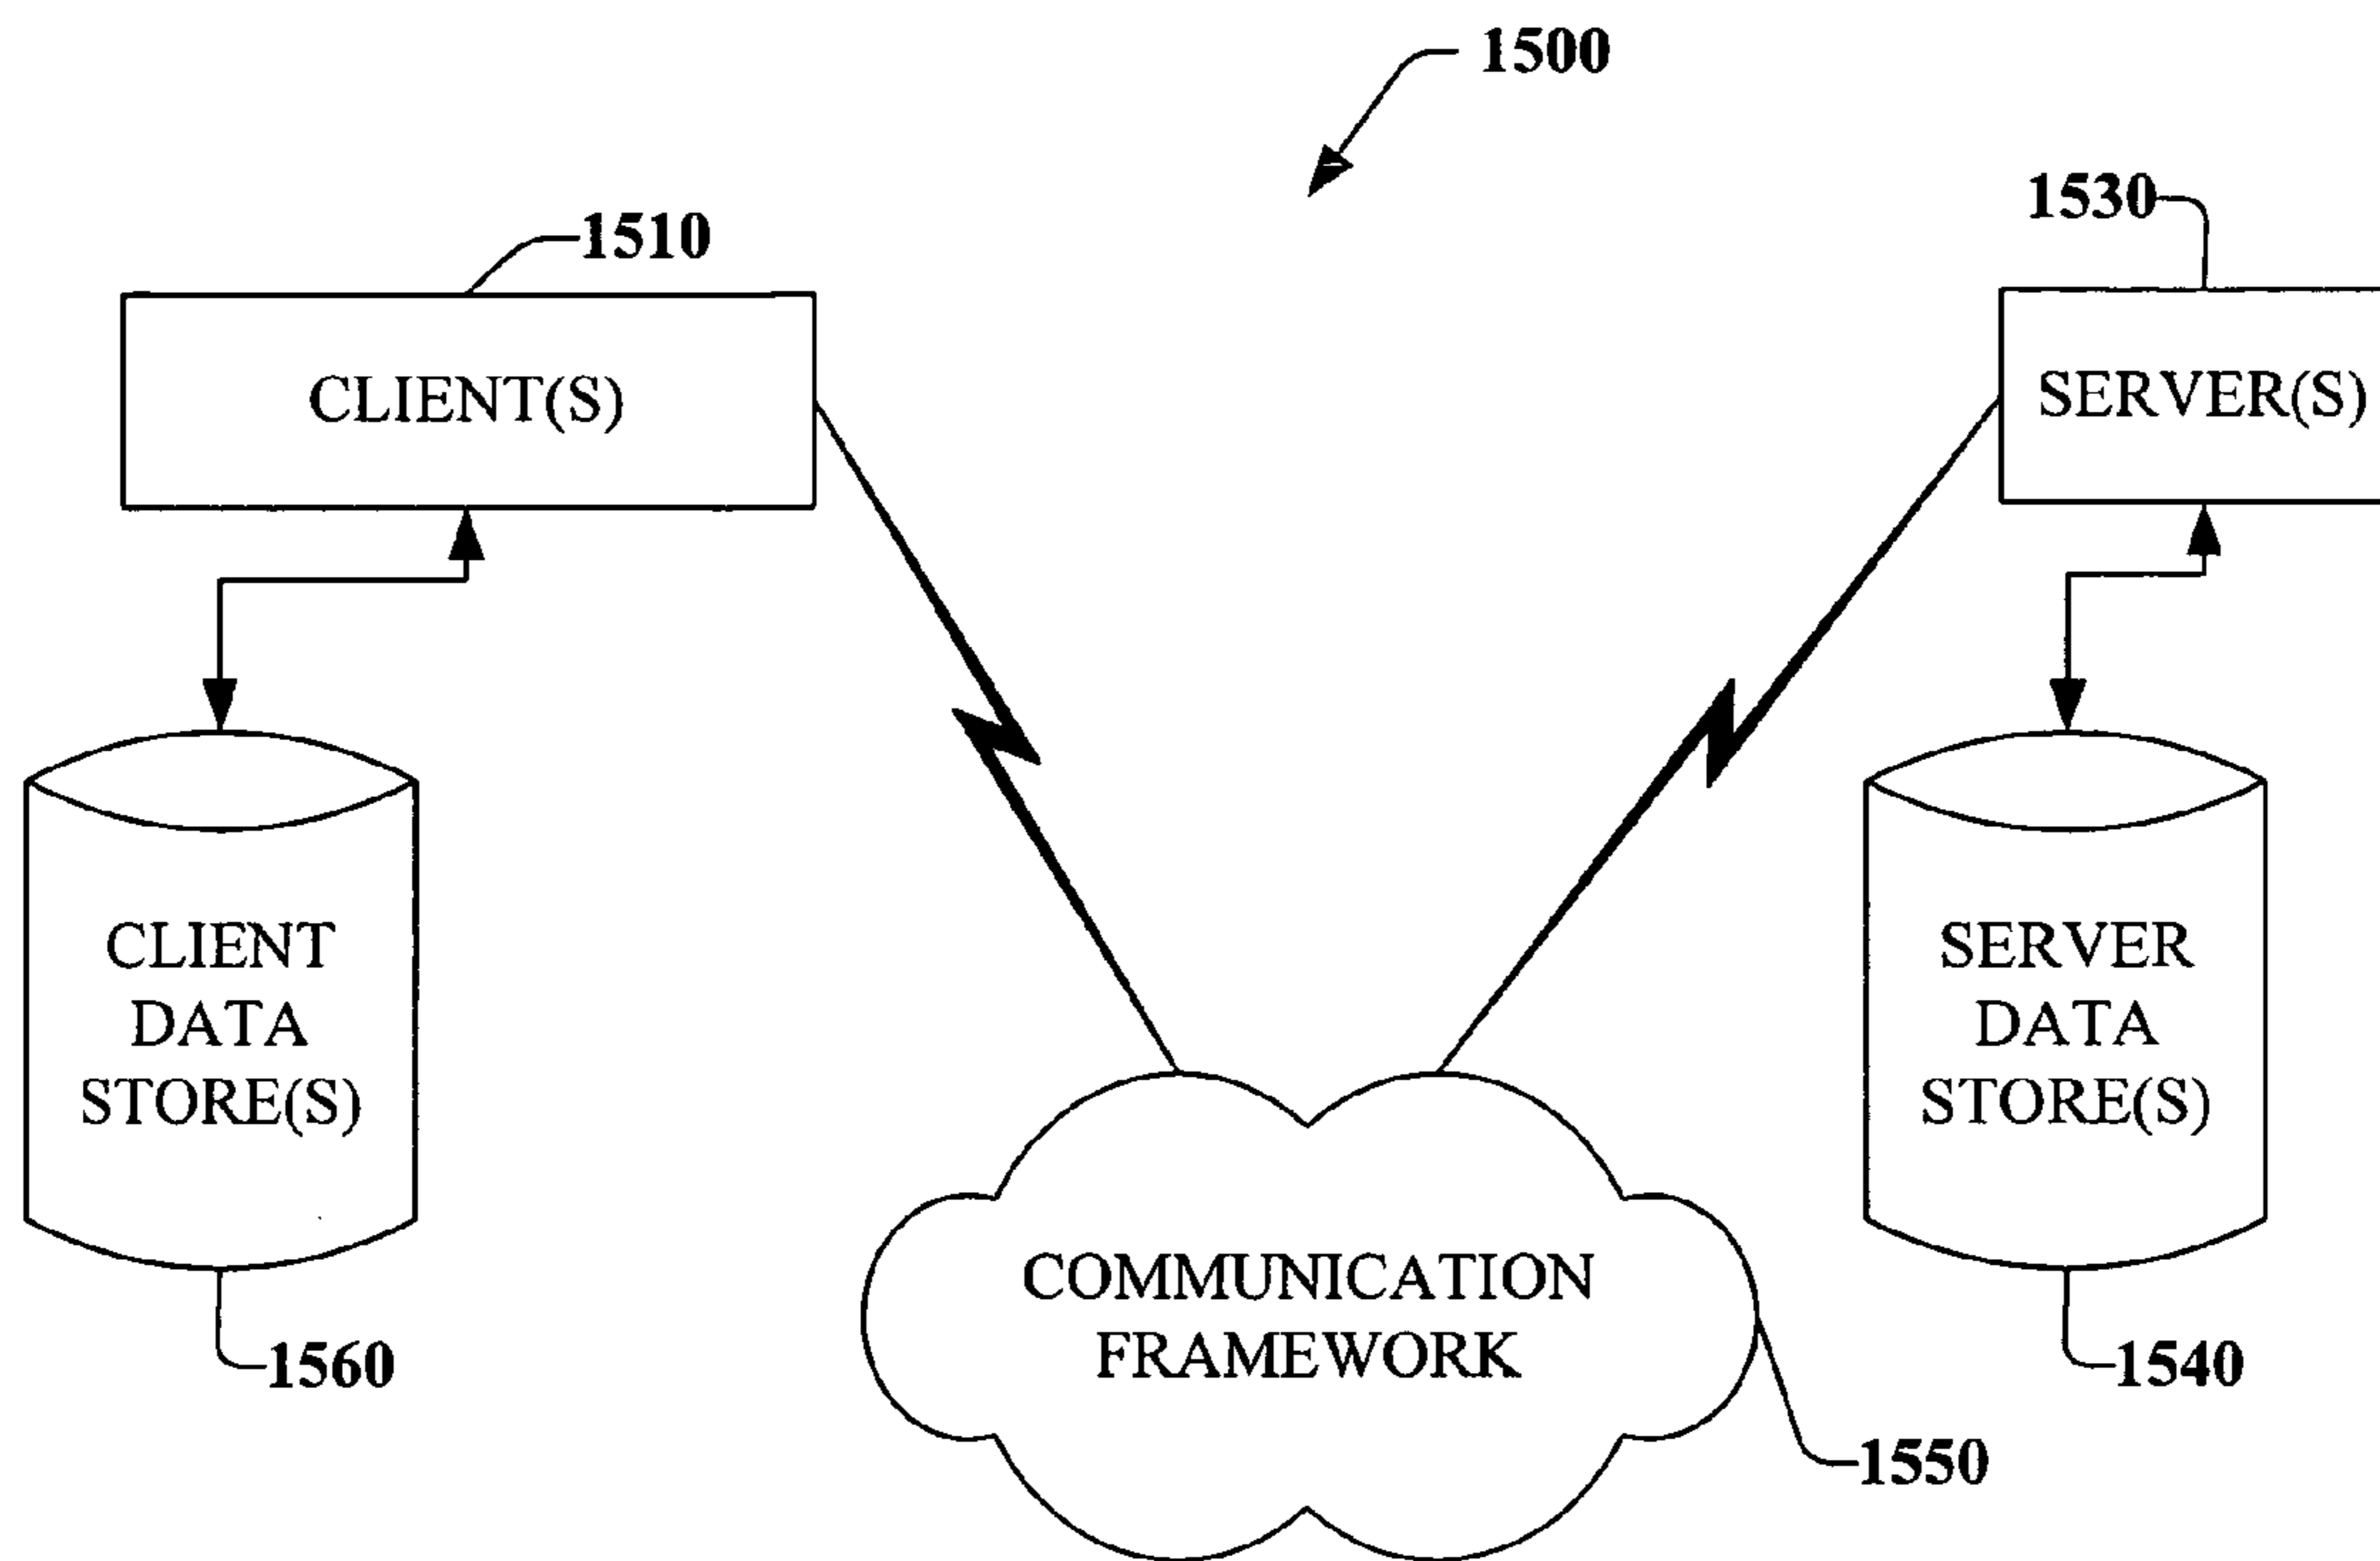 1500
1510
1530
CLIENT(S)
SERVER(S)
CLIENT
DATA
STORE(S)
SERVER
DATA
STORE(S)
COMMUNICATION
FRAMEWORK
1560
1540
1550